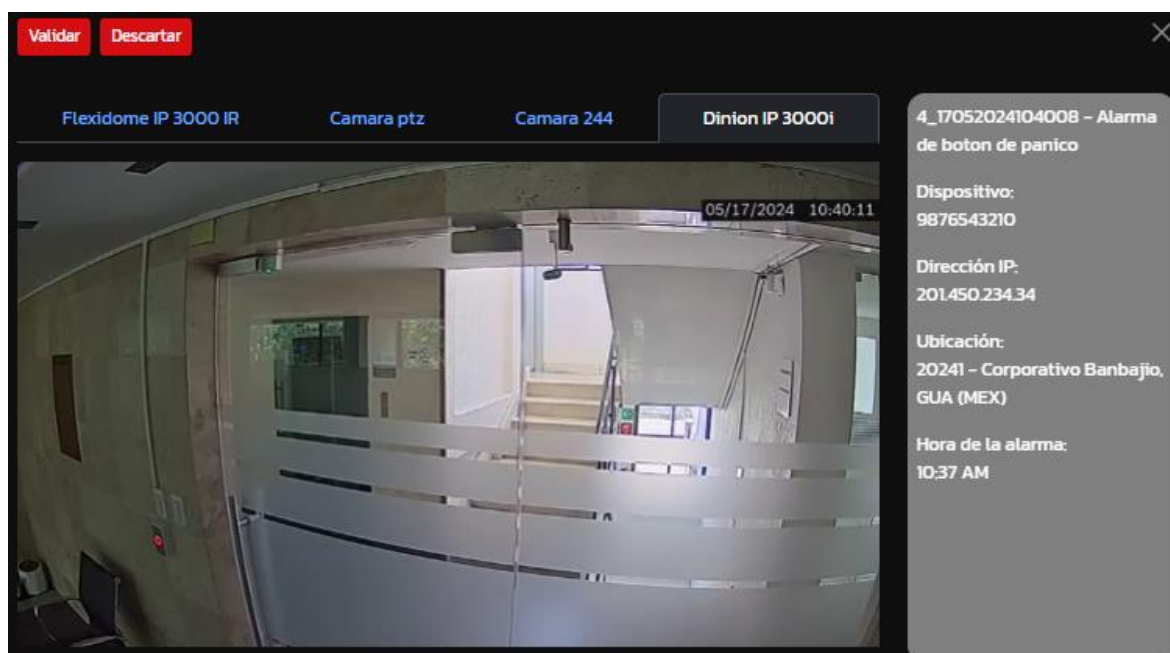 Validar Descartar
Flexidome IP 3000 IR Camara ptz Camara 244 Dinion IP 3000i
05/17/2024 10:40:11
4_17052024104008 - Alarma
de boton de panico
Dispositivo:
9876543210
Dirección IP:
201.450.234.34
Ubicación:
20241 - Corporativo Banbajio,
GUA (MEX)
Hora de la alarma:
10:37 AM